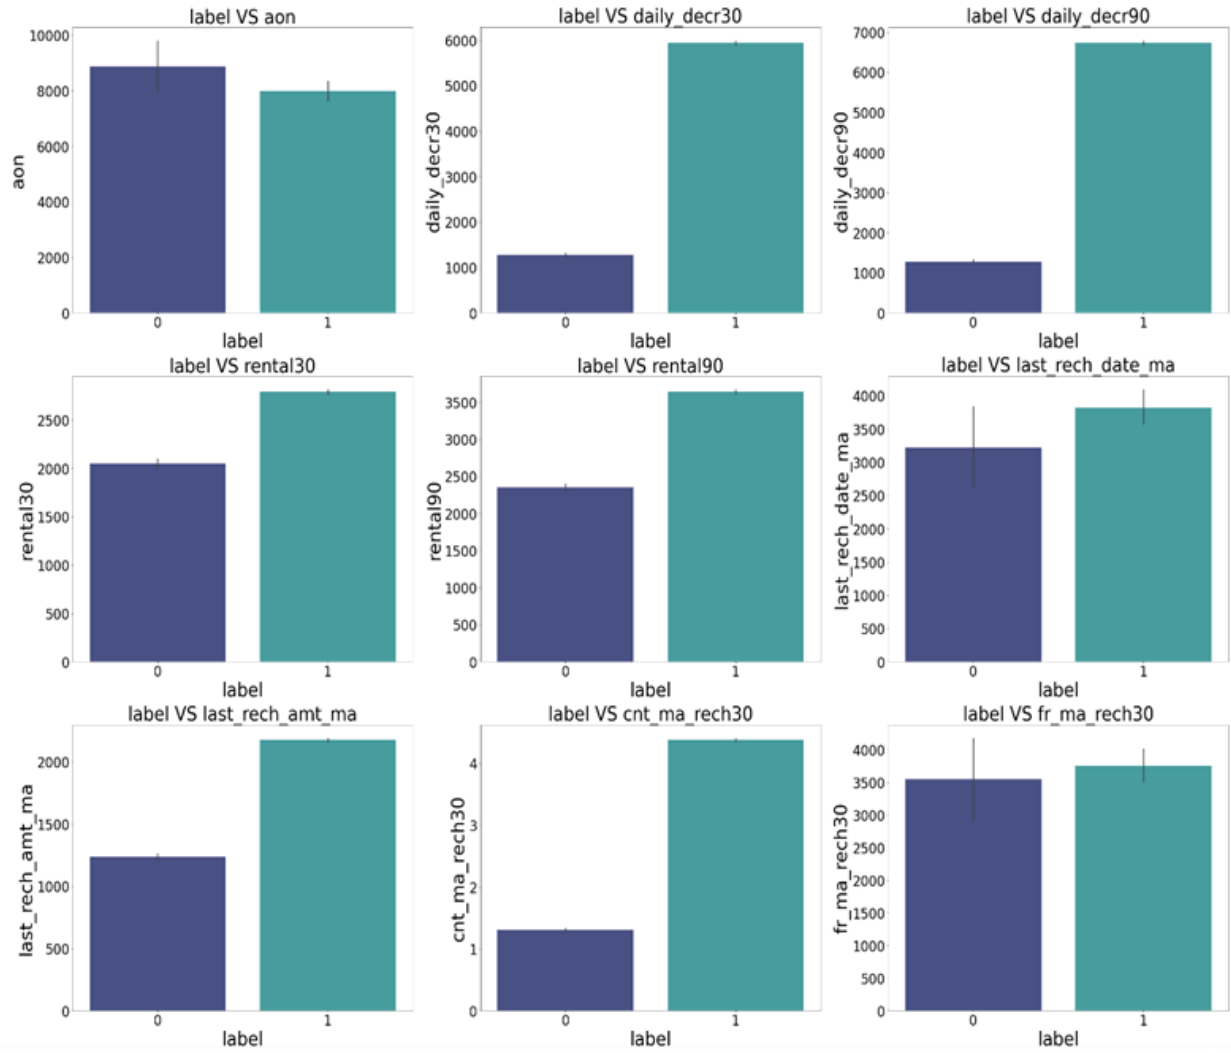 label VS aon
10000
8000
6000
4000
2000
0
aon
0 1
label
label VS daily_decr30
6000
5000
4000
3000
2000
1000
0
daily_decr30
0 1
label
label VS daily_decr90
7000
6000
5000
4000
3000
2000
1000
0
daily_decr90
0 1
label
label VS rental30
2500
2000
1500
1000
500
0
rental30
0 1
label
label VS rental90
3500
3000
2500
2000
1500
1000
500
0
rental90
0 1
label
label VS last_rech_date_ma
4000
3500
3000
2500
2000
1500
1000
500
0
last_rech_date_ma
0 1
label
label VS last_rech_amt_ma
2000
1500
1000
500
0
last_rech_amt_ma
0 1
label
label VS cnt_ma_rech30
4
3
2
1
0
cnt_ma_rech30
0 1
label
label VS fr_ma_rech30
4000
3500
3000
2500
2000
1500
1000
500
0
fr_ma_rech30
0 1
label